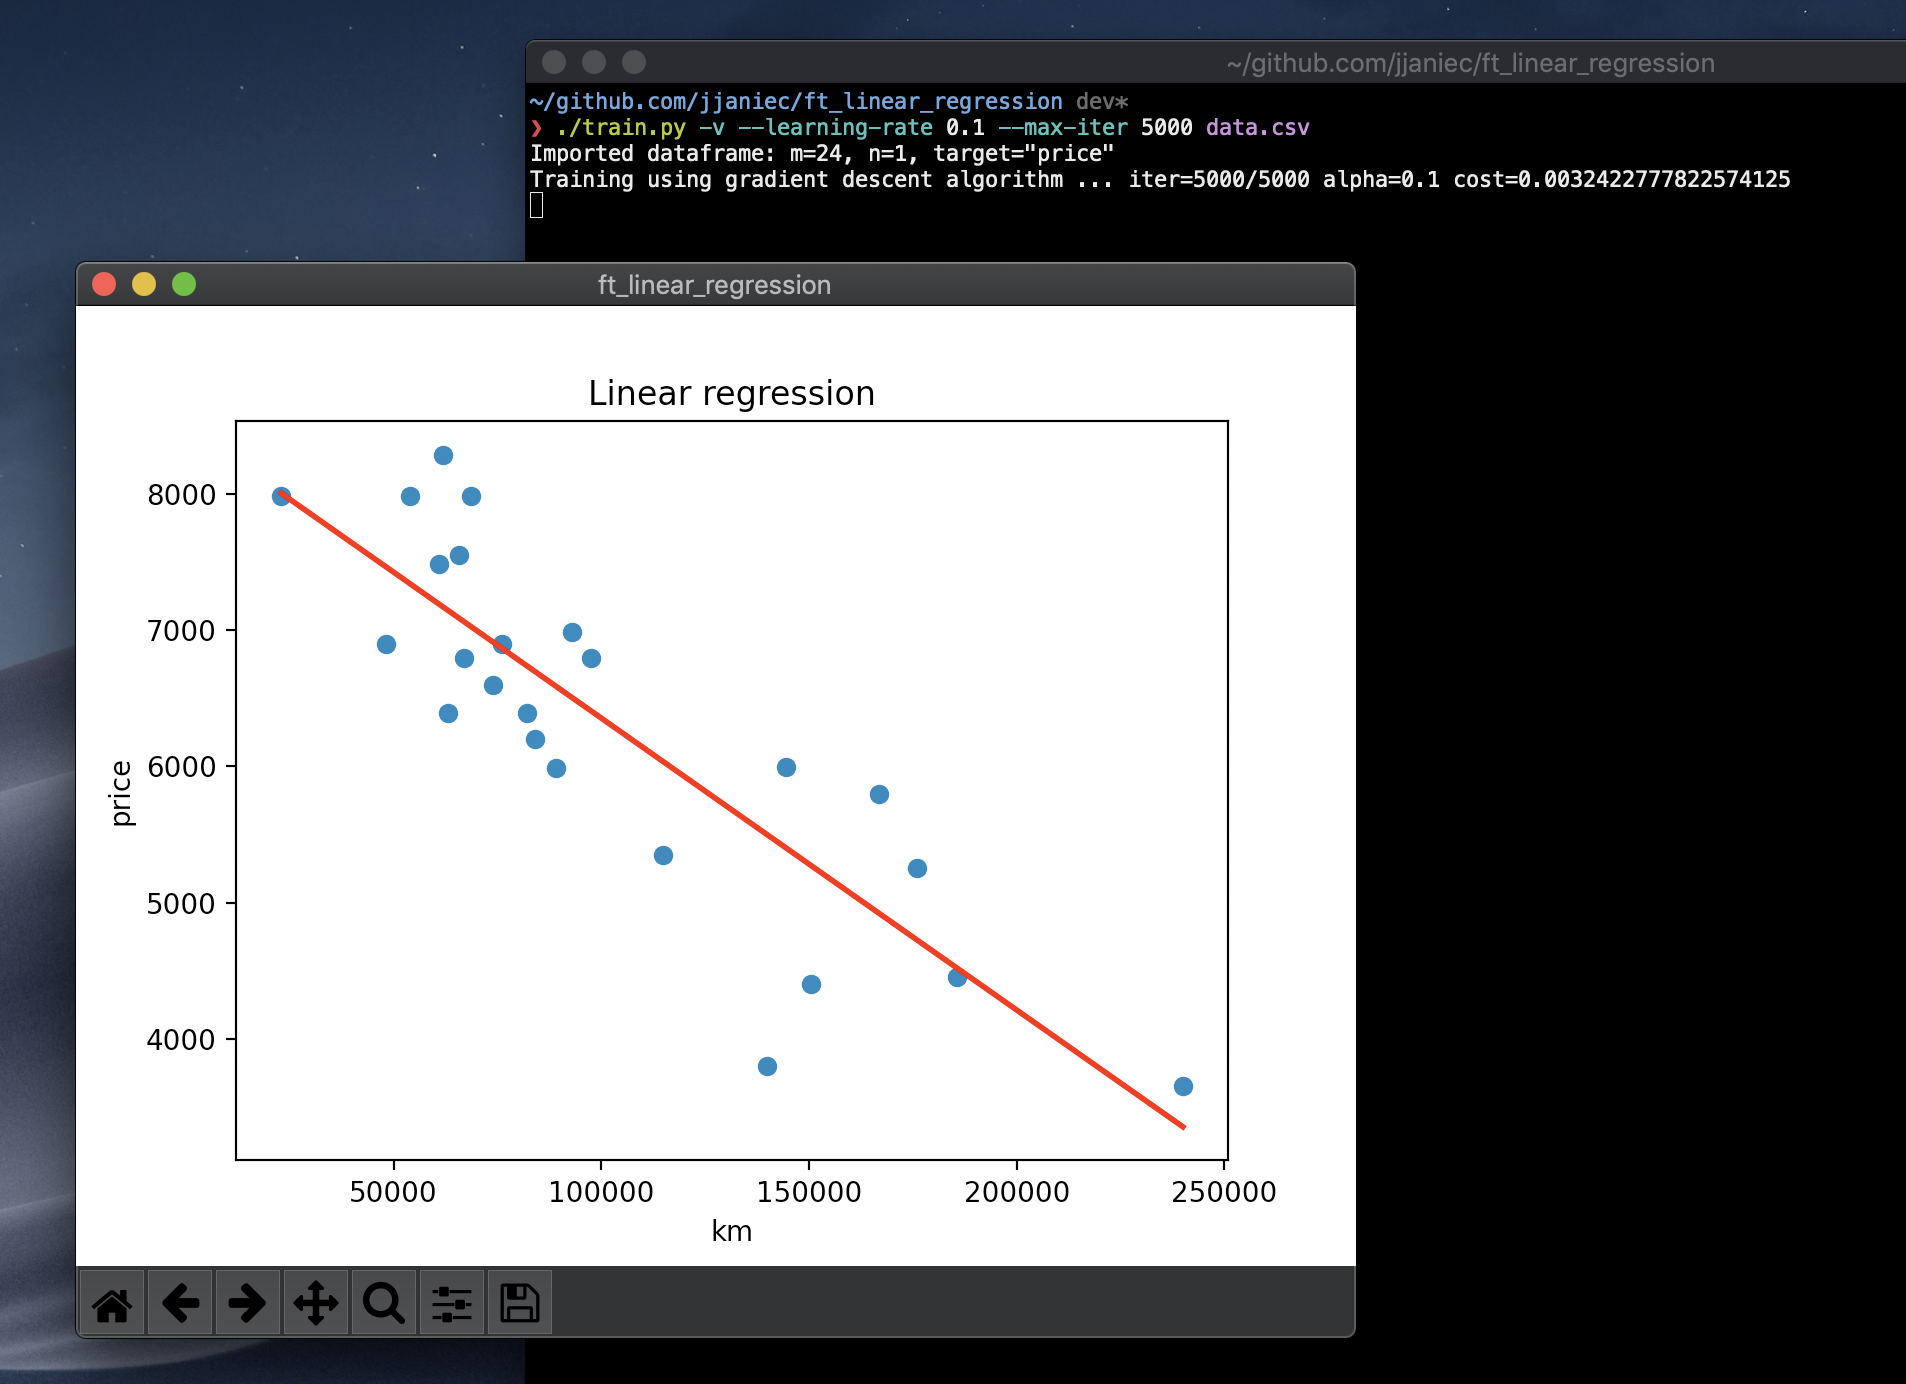 ~/github.com/jjaniec/ft_linear_regression
~/github.com/jjaniec/ft_linear_regression dev*
❯ ./train.py -v --learning-rate 0.1 --max-iter 5000 data.csv
Imported dataframe: m=24, n=1, target="price"
Training using gradient descent algorithm ... iter=5000/5000 alpha=0.1 cost=0.0032422777822574125
ft_linear_regression
Linear regression
8000
7000
6000
5000
4000
price
50000 100000 150000 200000 250000
km